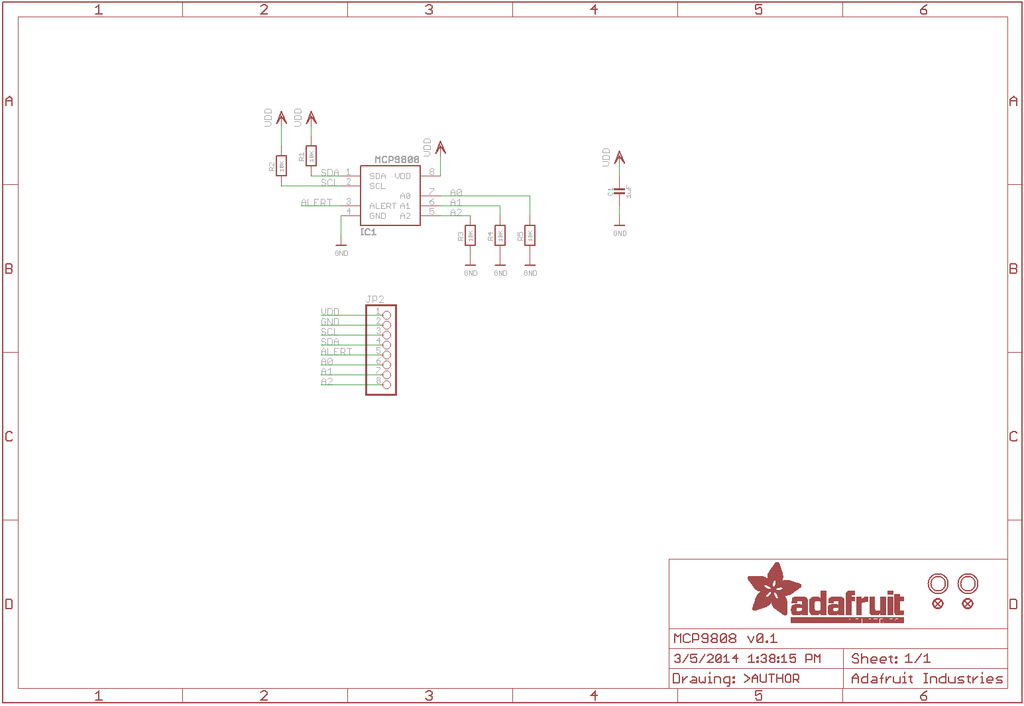 1 2 3 4 5 6
A A
VDD VDD
VDD
VDD
R2 10K
R1 10K
MCP9808
SDA 1 SDA VDD 8
SCL 2 SCL
A0 7 A0
ALERT 3 ALERT A1 6 A1
4 GND A2 5 A2
IC1
GND
C1 1uF
GND
R3 10K
R4 10K
R5 10K
GND GND GND
B B
JP2
VDD 1
GND 2
SCL 3
SDA 4
ALERT 5
A0 6
A1 7
A2 8
C C
D D
adafruit
MCP9808 v0.1
3/5/2014 1:38:15 PM Sheet: 1/1
Drawing: >AUTHOR Adafruit Industries
1 2 3 4 5 6